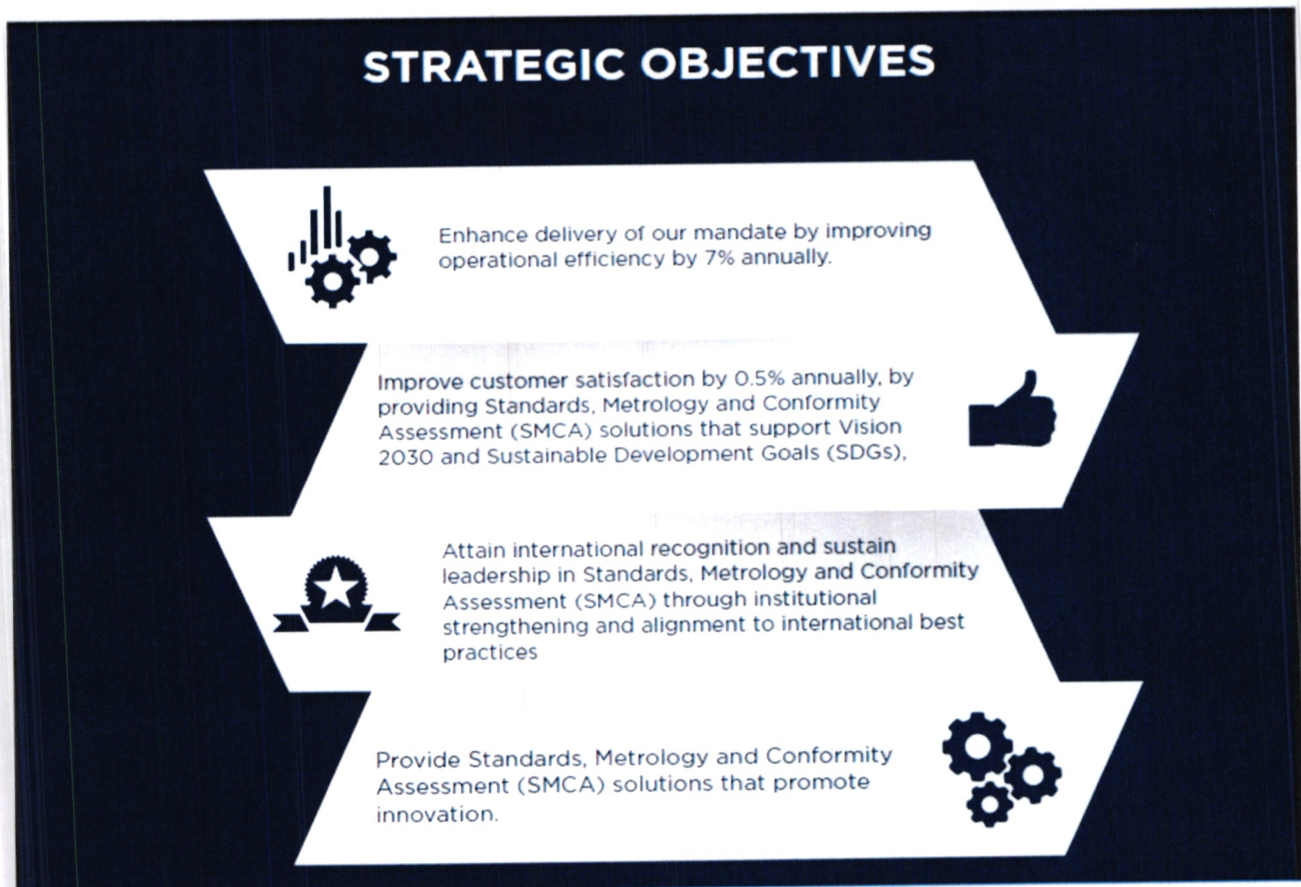 STRATEGIC OBJECTIVES
Enhance delivery of our mandate by improving
operational efficiency by 7% annually.
Improve customer satisfaction by 0.5% annually, by
providing Standards, Metrology and Conformity
Assessment (SMCA) solutions that support Vision
2030 and Sustainable Development Goals (SDGs),
Attain international recognition and sustain
leadership in Standards, Metrology and Conformity
Assessment (SMCA) through institutional
strengthening and alignment to international best
practices
Provide Standards, Metrology and Conformity
Assessment (SMCA) solutions that promote
innovation.